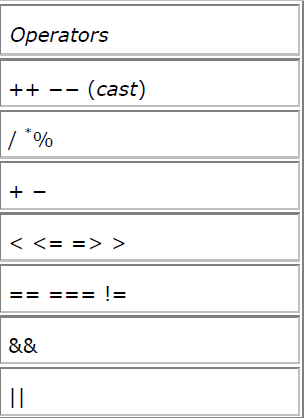 Operators
++ −− (cast)
/ *%
+ −
< <= => >
== === !=
&&
||